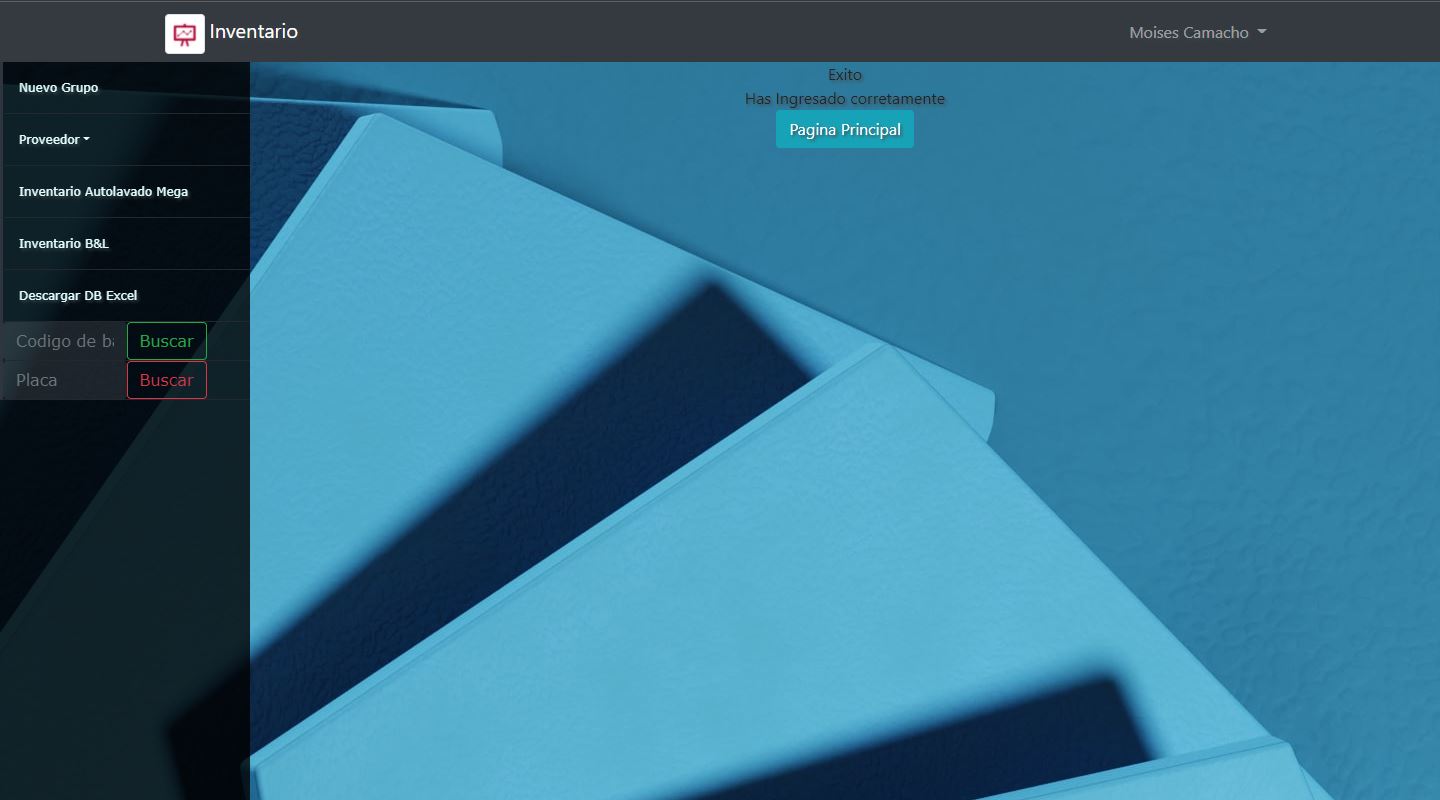 Inventario
Moises Camacho
Nuevo Grupo
Proveedor
Inventario Autolavado Mega
Inventario B&L
Descargar DB Excel
Codigo de ba
Buscar
Placa
Buscar
Exito
Has Ingresado corretamente
Pagina Principal